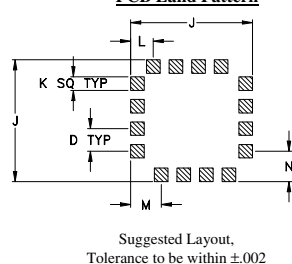 PCB Land Pattern
J
L
K SQ TYP
J
D TYP
N
M
Suggested Layout,
Tolerance to be within ±.002